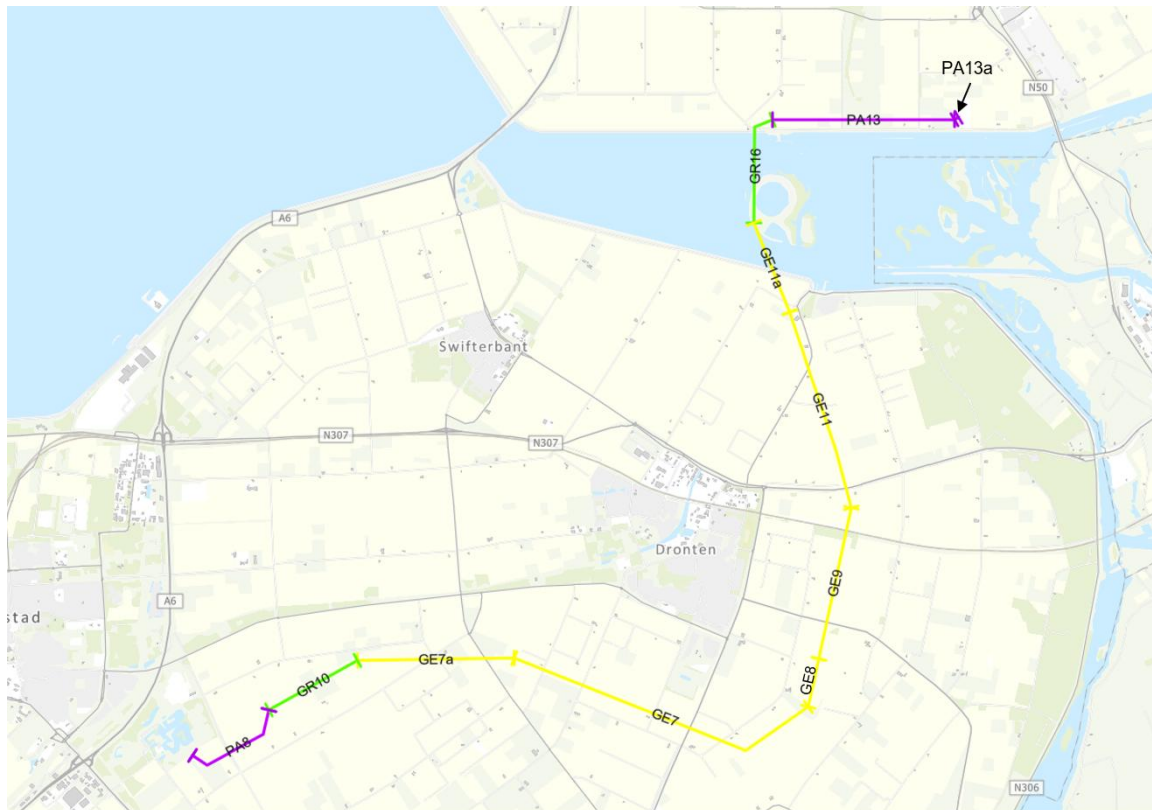 PA13a
N50
PA13
GR16
A6
GE11a
Swifterbant
GE11
N307
N307
Dronten
GE9
A6
stad
GE7a
GE8
GR10
GE7
PA8
N306